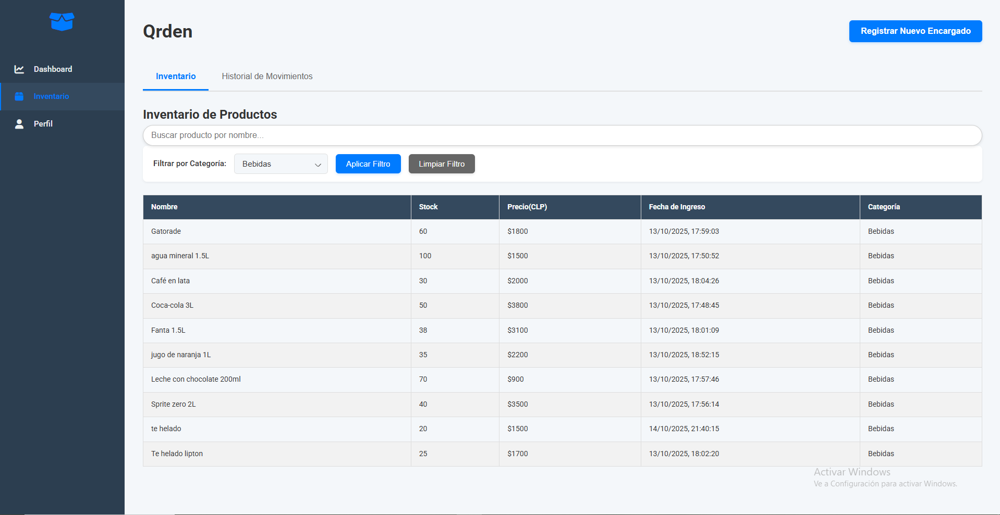 Qrden
Registrar Nuevo Encargado
Dashboard
Inventario
Perfil
Inventario Historial de Movimientos
Inventario de Productos
Buscar producto por nombre...
Filtrar por Categoría: Bebidas Aplicar Filtro Limpiar Filtro
Nombre Stock Precio(CLP) Fecha de Ingreso Categoría
Gatorade 60 $1800 13/10/2025, 17:59:03 Bebidas
agua mineral 1.5L 100 $1500 13/10/2025, 17:50:52 Bebidas
Café en lata 30 $2000 13/10/2025, 18:04:26 Bebidas
Coca-cola 3L 50 $3800 13/10/2025, 17:48:45 Bebidas
Fanta 1.5L 38 $3100 13/10/2025, 18:01:09 Bebidas
jugo de naranja 1L 35 $2200 13/10/2025, 18:52:15 Bebidas
Leche con chocolate 200ml 70 $900 13/10/2025, 17:57:46 Bebidas
Sprite zero 2L 40 $3500 13/10/2025, 17:56:14 Bebidas
te helado 20 $1500 14/10/2025, 21:40:15 Bebidas
Te helado lipton 25 $1700 13/10/2025, 18:02:20 Bebidas
Activar Windows
Ve a Configuración para activar Windows.